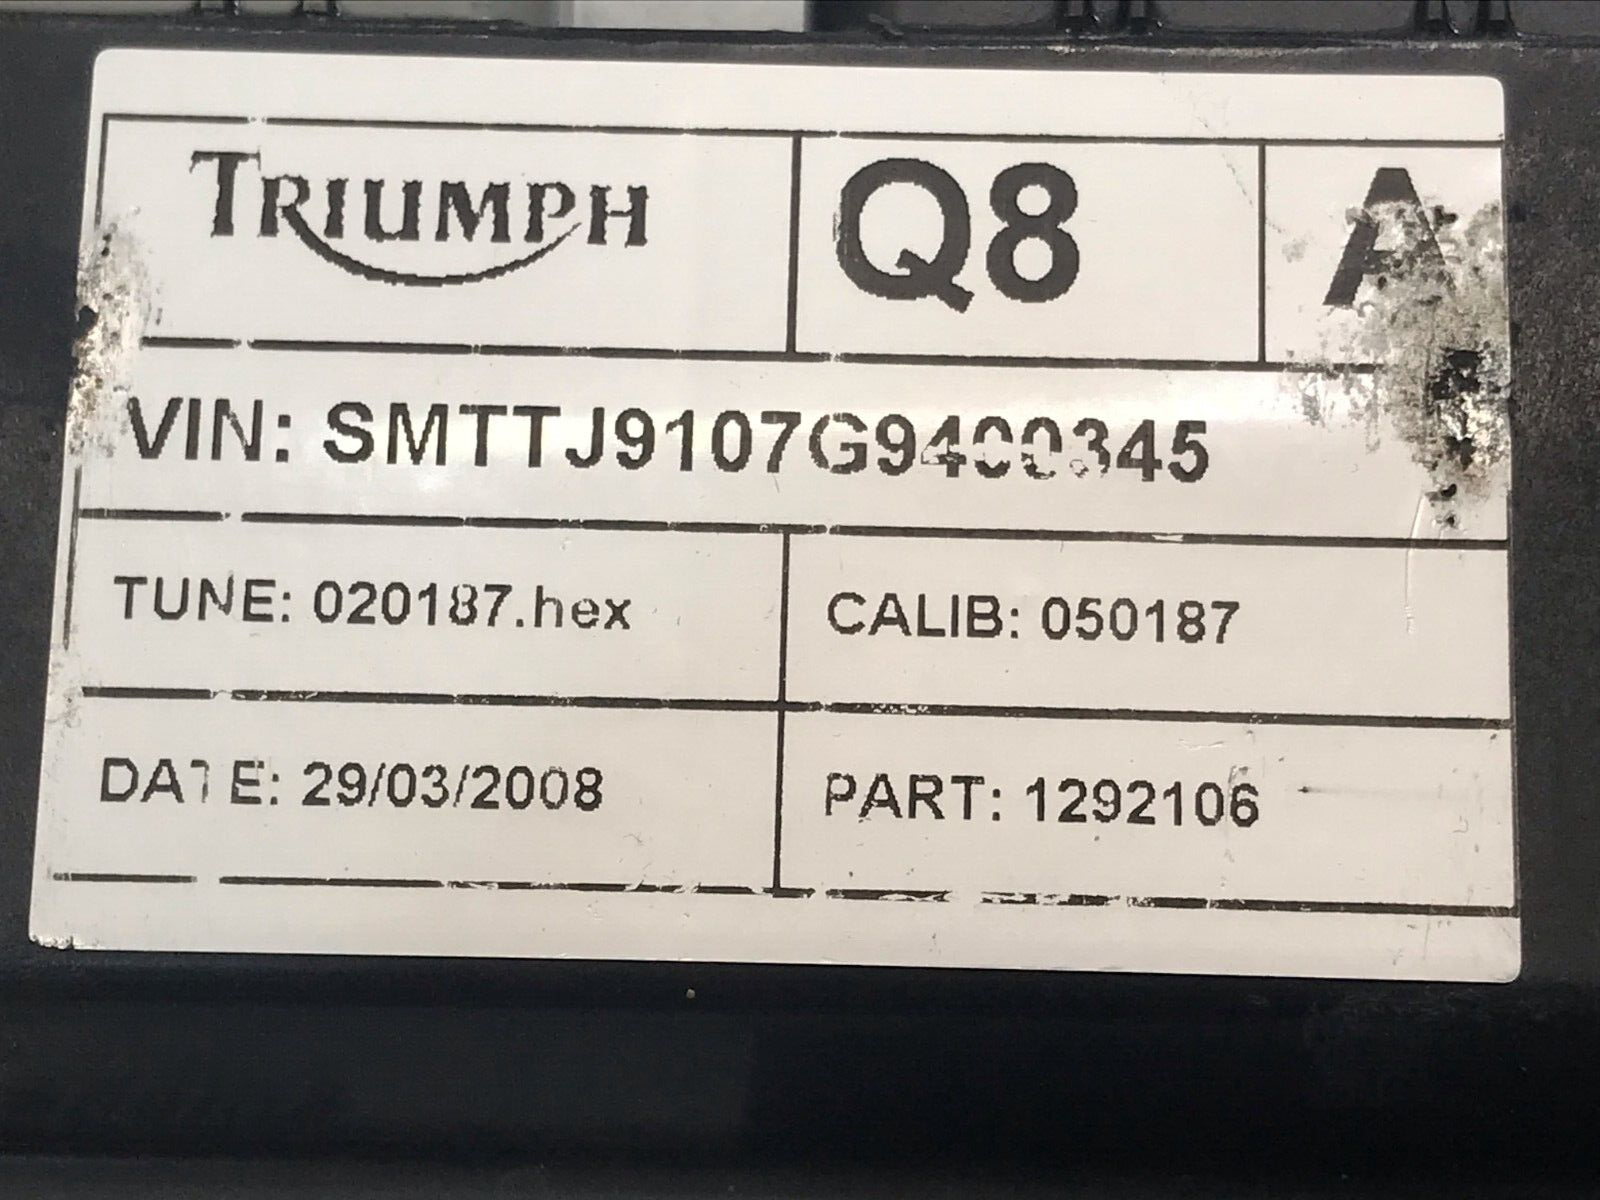 TRIUMPH Q8 A
VIN: SMTTJ9107G9400345
TUNE: 020187.hex CALIB: 050187
DATE: 29/03/2008 PART: 1292106